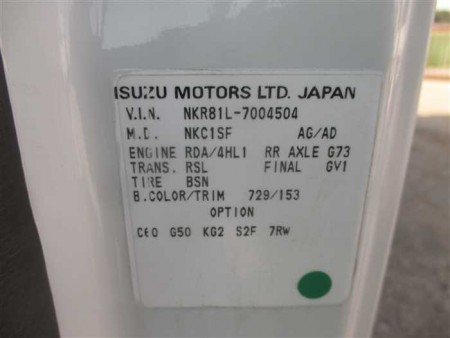 ISUZU MOTORS LTD. JAPAN
V.I.N. NKR81L-7004504
M.D. NKC1SF AG/AD
ENGINE RDA/4HL1 RR AXLE G73
TRANS. RSL FINAL GV1
TIRE BSN
B.COLOR/TRIM 729/153
OPTION
C60 G50 KG2 S2F 7RW